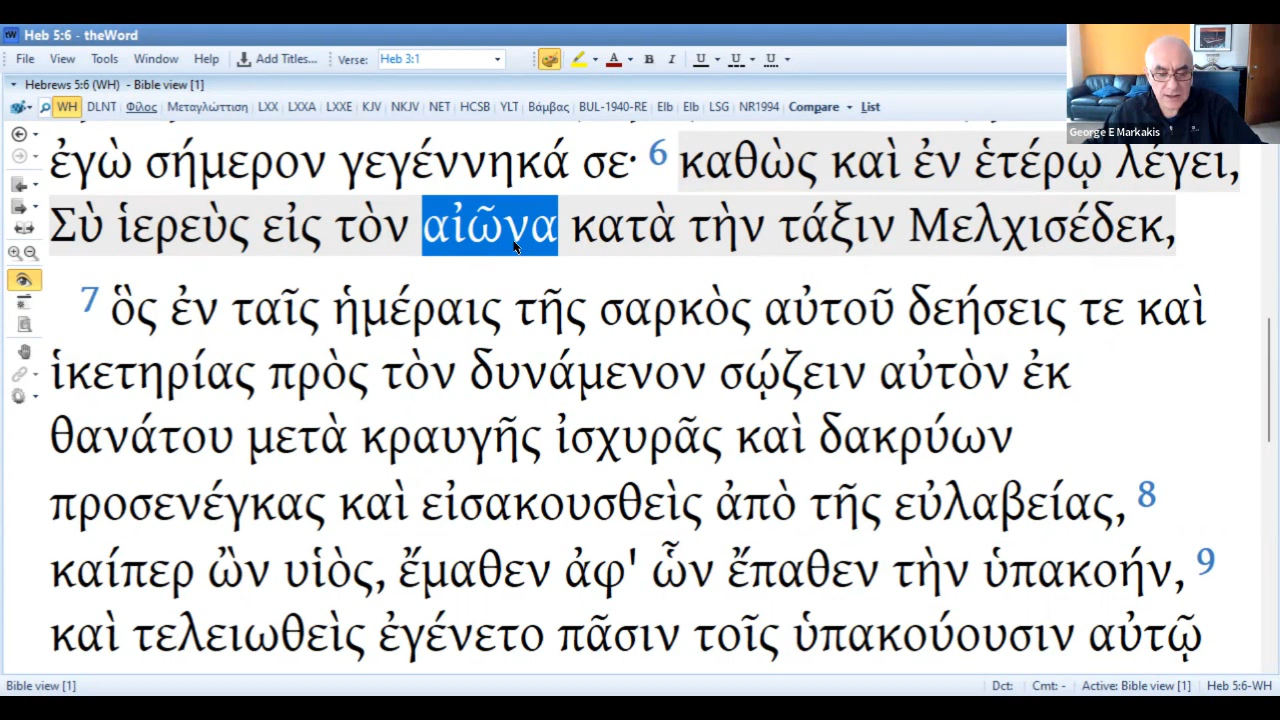 Heb 5:6 - theWord
File View Tools Window Help Add Titles... Verse: Heb 3:1 A B I U U U
Hebrews 5:6 (WH) - Bible view [1]
WH DLNT Φίλος Μεταγλώττιση LXX LXXA LXXE KJV NKJV NET HCSB YLT Βάμβας BUL-1940-RE Elb Elb LSG NR1994 Compare List
George E Markakis
ἐγὼ σήμερον γεγέννηκά σε· 6 καθὼς καὶ ἐν ἑτέρῳ λέγει,
Σὺ ἱερεὺς εἰς τὸν αἰῶνα κατὰ τὴν τάξιν Μελχισέδεκ,
7 ὃς ἐν ταῖς ἡμέραις τῆς σαρκὸς αὐτοῦ δεήσεις τε καὶ
ἱκετηρίας πρὸς τὸν δυνάμενον σῴζειν αὐτὸν ἐκ
θανάτου μετὰ κραυγῆς ἰσχυρᾶς καὶ δακρύων
προσενέγκας καὶ εἰσακουσθεὶς ἀπὸ τῆς εὐλαβείας, 8
καίπερ ὢν υἱὸς, ἔμαθεν ἀφ' ὧν ἔπαθεν τὴν ὑπακοήν, 9
καὶ τελειωθεὶς ἐγένετο πᾶσιν τοῖς ὑπακούουσιν αὐτῷ
Bible view [1] Dct: Cmt: - Active: Bible view [1] Heb 5:6-WH